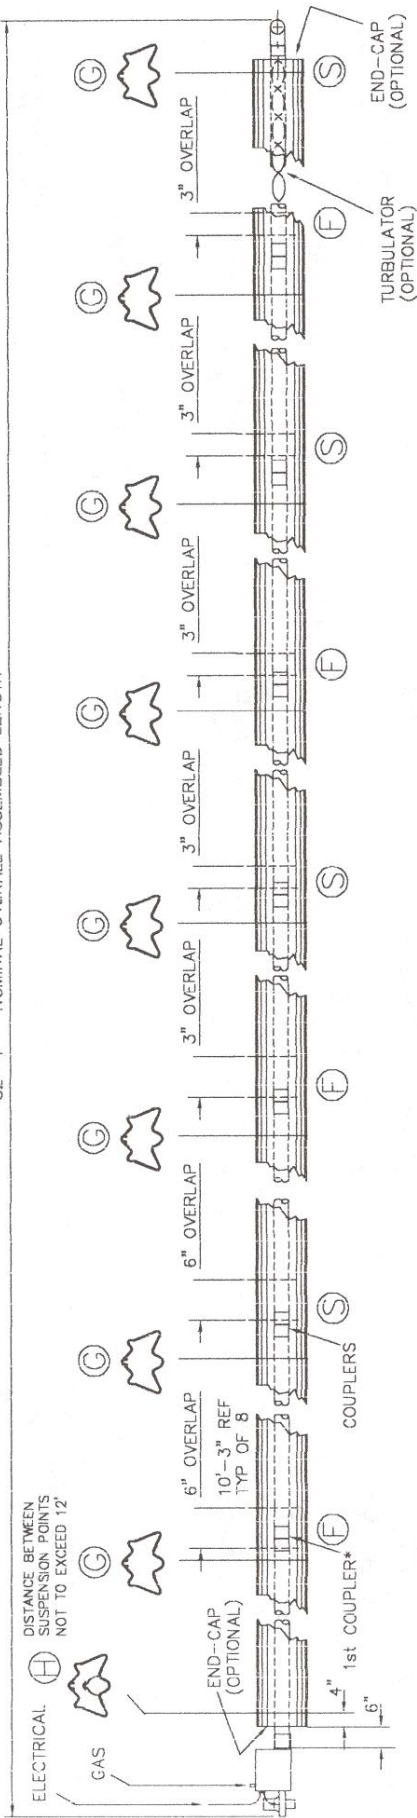 NOMINAL OVERALL ASSEMBLED LENGTH
ELECTRICAL
GAS
H
DISTANCE BETWEEN
SUSPENSION POINTS
NOT TO EXCEED 12'
G
G
G
G
G
G
G
G
6" OVERLAP
10'-3" REF
TYP OF 8
6" OVERLAP
3" OVERLAP
3" OVERLAP
3" OVERLAP
3" OVERLAP
3" OVERLAP
END-CAP
(OPTIONAL)
4"
6"
1st COUPLER*
F
COUPLERS
S
F
S
F
S
F
S
TURBULATOR
(OPTIONAL)
END-CAP
(OPTIONAL)